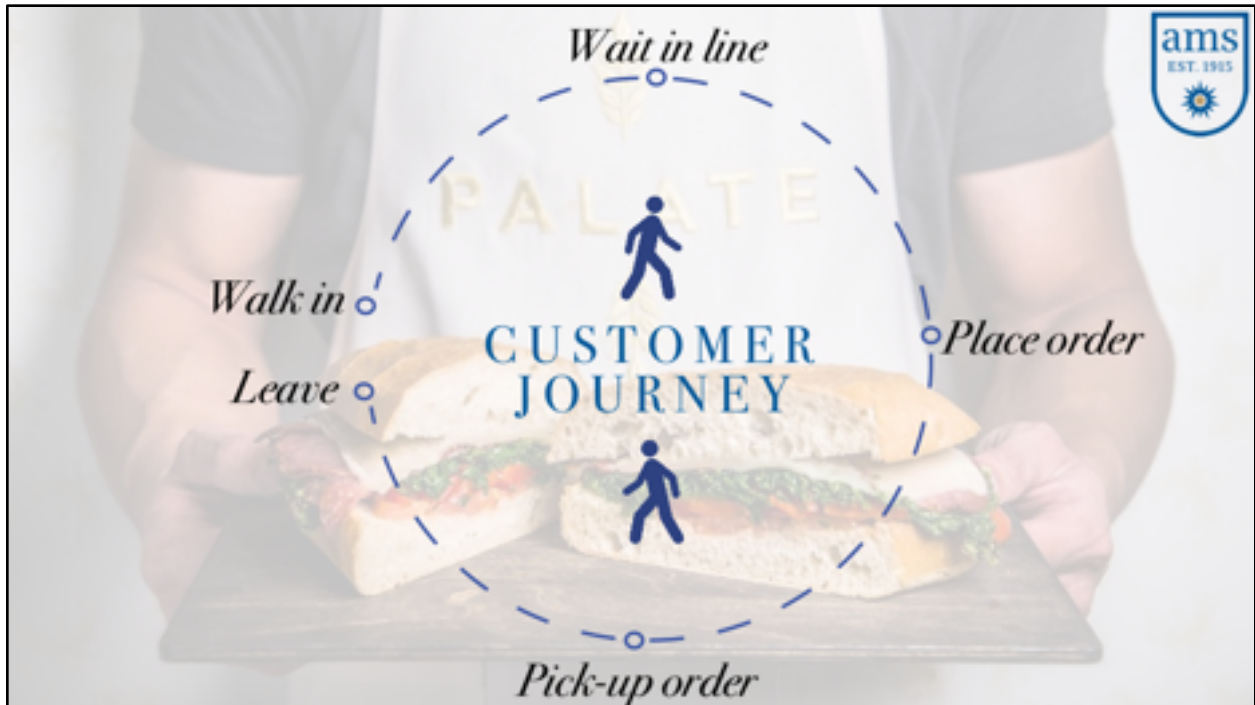 Wait in line
ams
EST. 1915
PALATE
Walk in
CUSTOMER
JOURNEY
Place order
Leave
Pick-up order